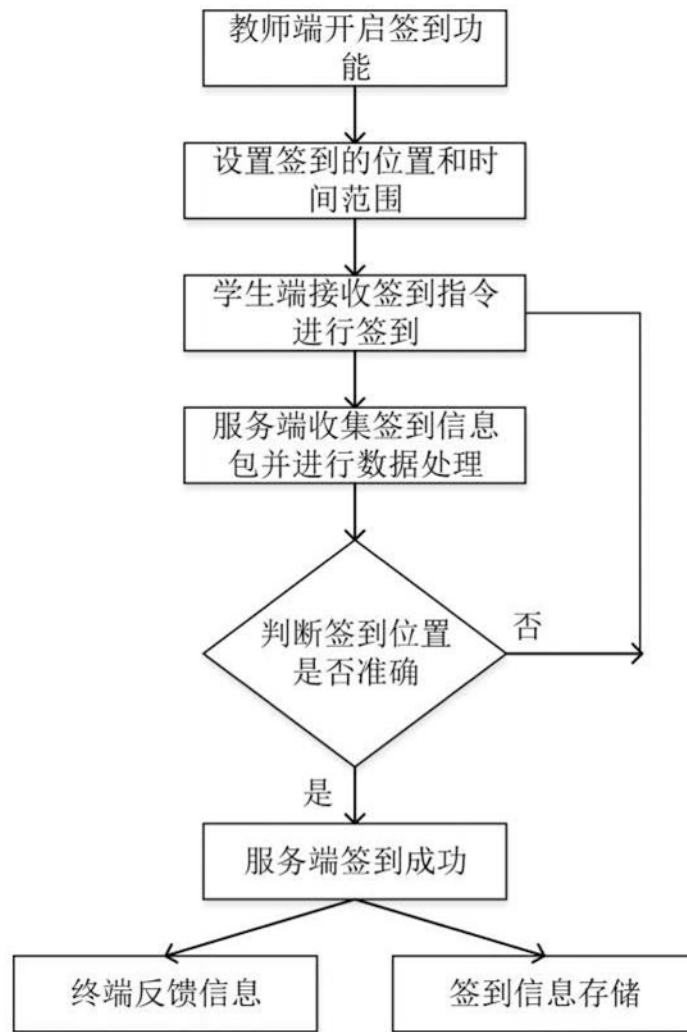 教师端开启签到功
能
设置签到的位置和时
间范围
学生端接收签到指令
进行签到
服务端收集签到信息
包并进行数据处理
判断签到位置
是否准确
否
是
服务端签到成功
终端反馈信息
签到信息存储